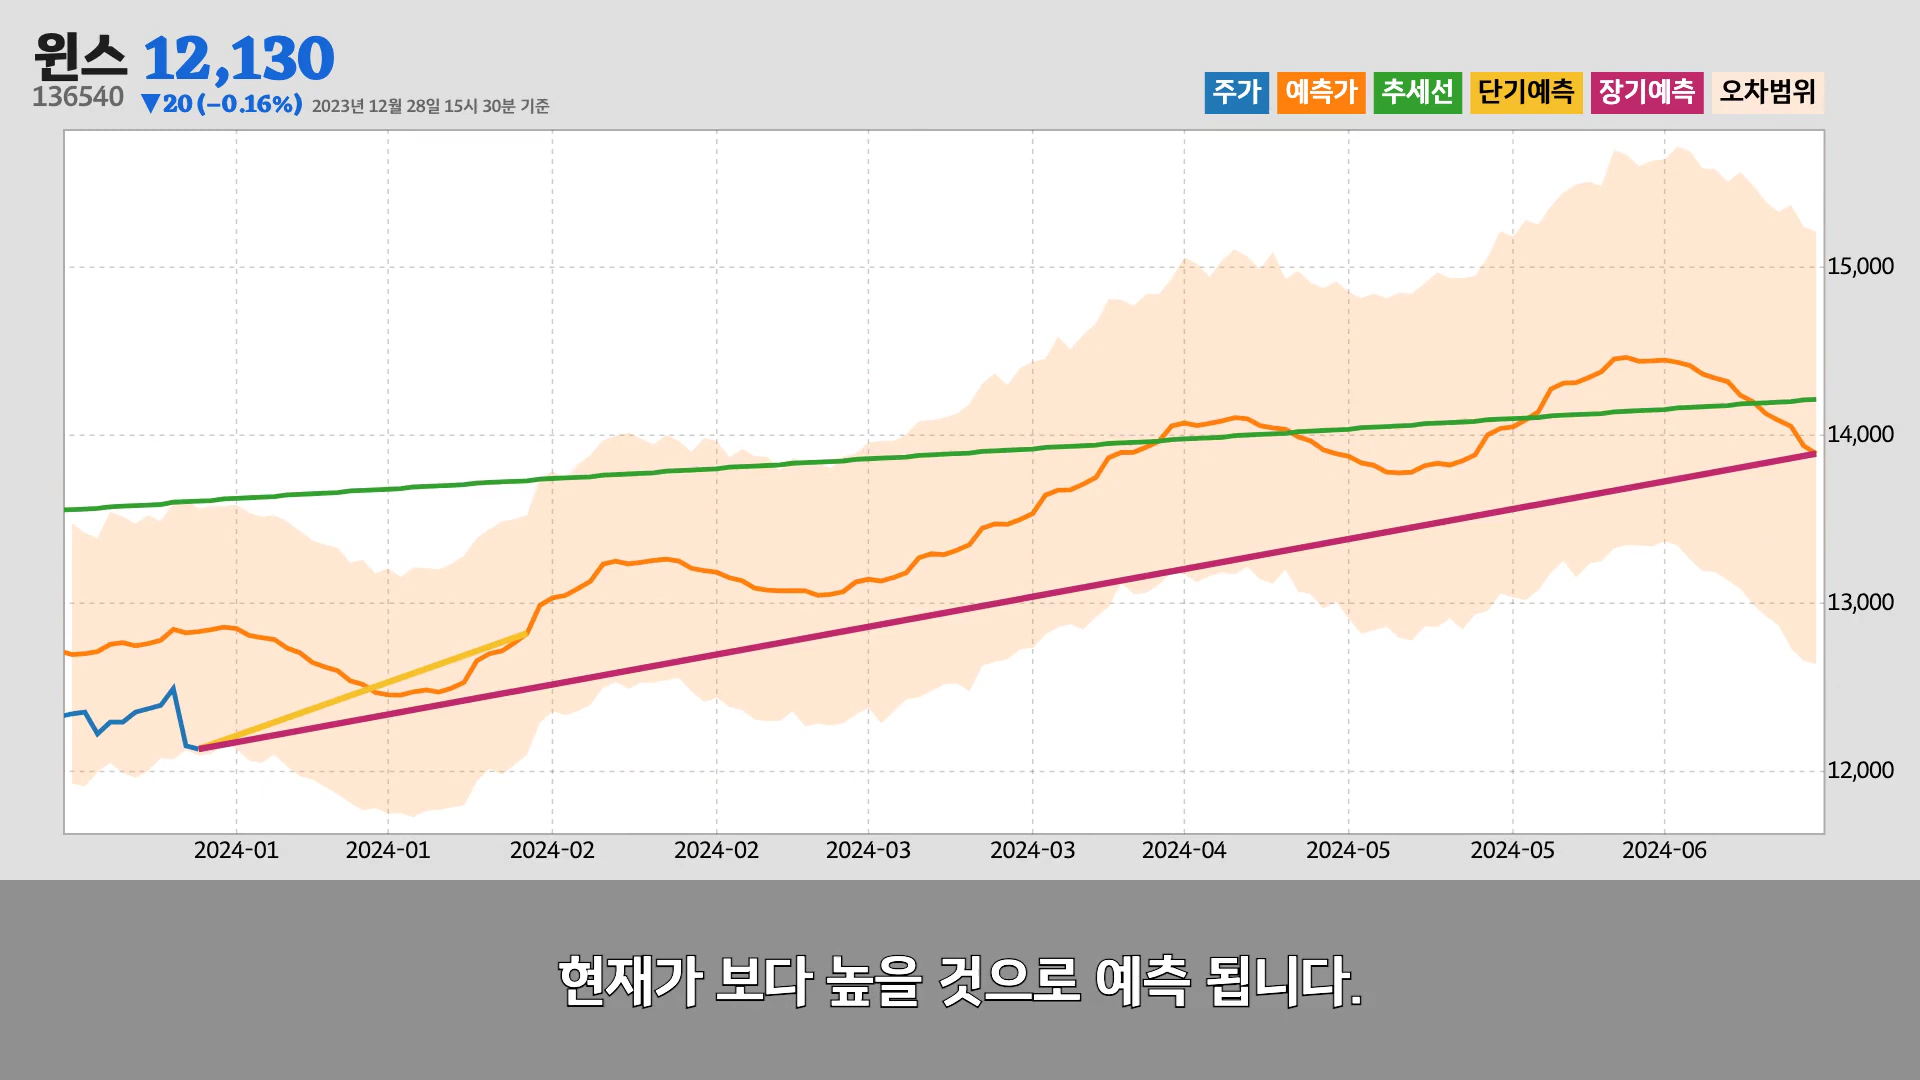 윈스 12,130
136540 ▼20 (−0.16%) 2023년 12월 28일 15시 30분 기준
주가 예측가 추세선 단기예측 장기예측 오차범위
15,000
14,000
13,000
12,000
2024-01 2024-01 2024-02 2024-02 2024-03 2024-03 2024-04 2024-05 2024-05 2024-06
현재가 보다 높을 것으로 예측 됩니다.